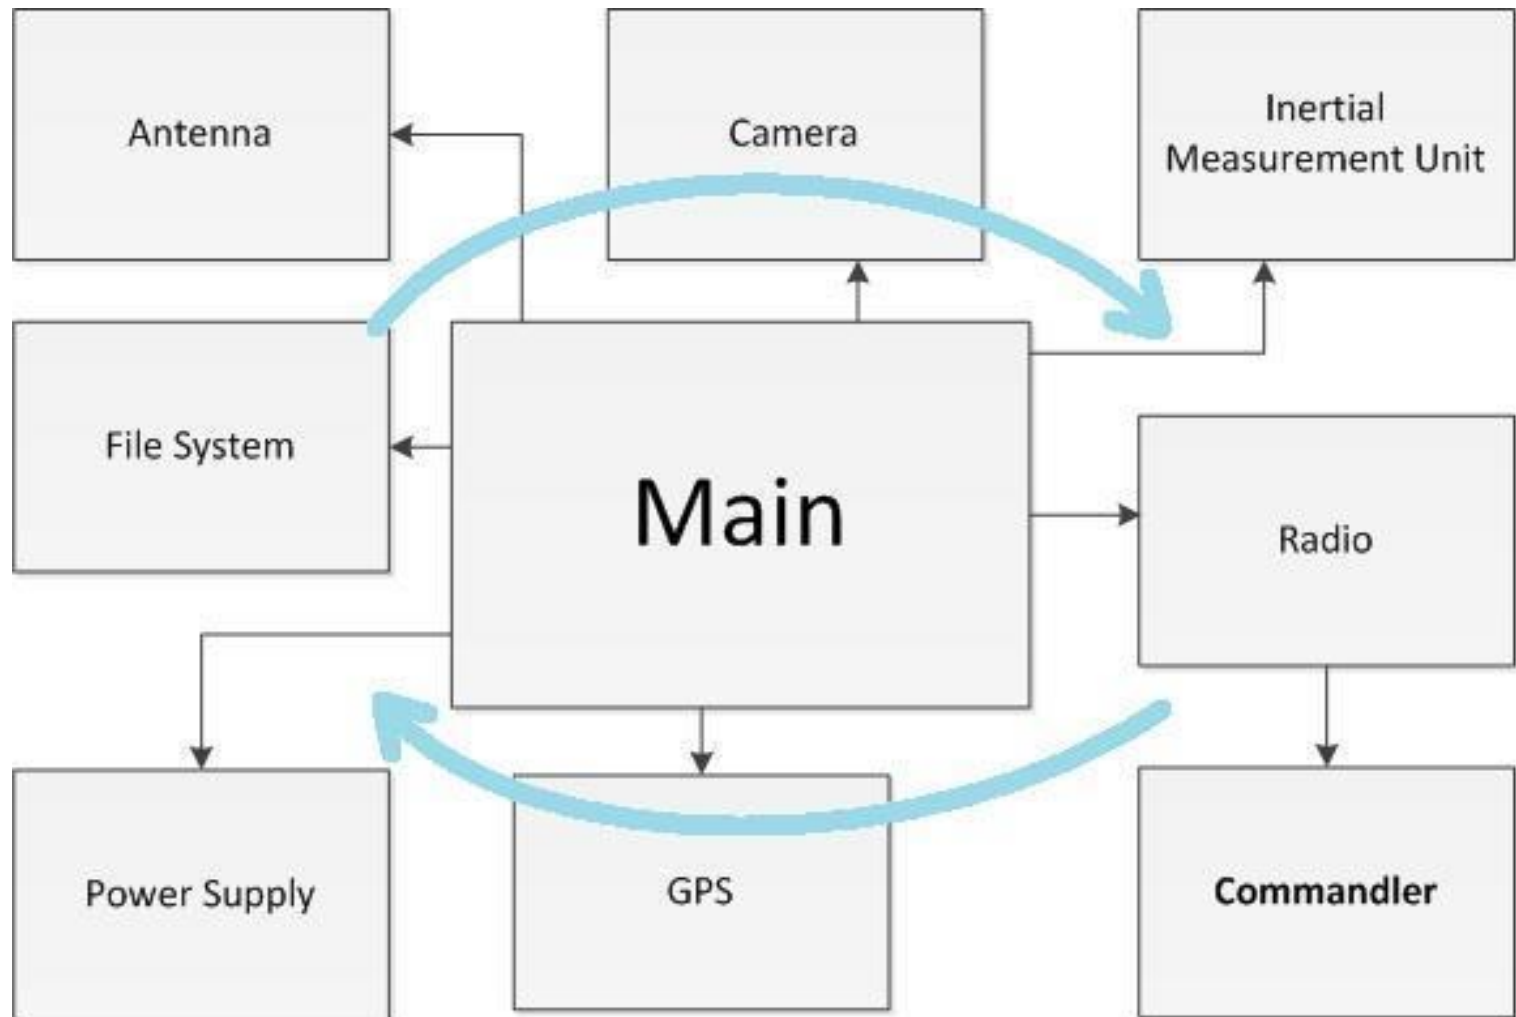 Antenna
Camera
Inertial
Measurement Unit
File System
Main
Radio
Power Supply
GPS
Commandler